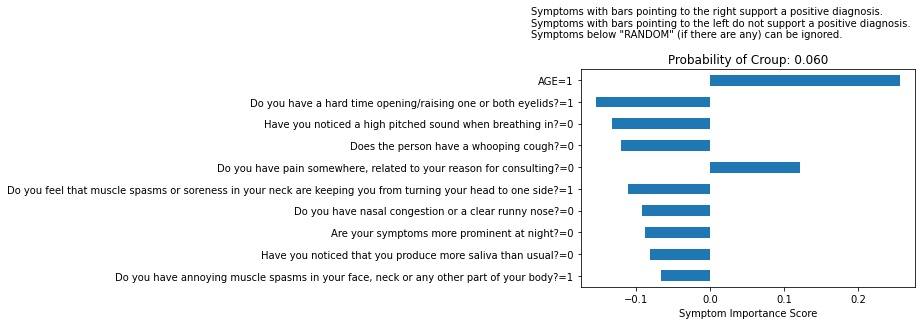 Symptoms with bars pointing to the right support a positive diagnosis.
Symptoms with bars pointing to the left do not support a positive diagnosis.
Symptoms below "RANDOM" (if there are any) can be ignored.
Probability of Croup: 0.060
AGE=1
Do you have a hard time opening/raising one or both eyelids?=1
Have you noticed a high pitched sound when breathing in?=0
Does the person have a whooping cough?=0
Do you have pain somewhere, related to your reason for consulting?=0
Do you feel that muscle spasms or soreness in your neck are keeping you from turning your head to one side?=1
Do you have nasal congestion or a clear runny nose?=0
Are your symptoms more prominent at night?=0
Have you noticed that you produce more saliva than usual?=0
Do you have annoying muscle spasms in your face, neck or any other part of your body?=1
−0.1 0.0 0.1 0.2
Symptom Importance Score